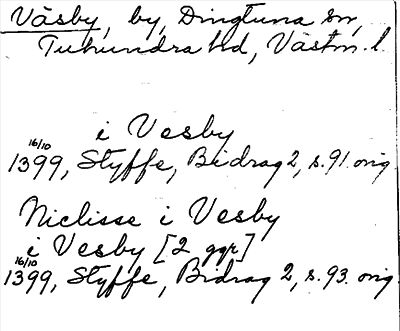 Väsby, by, Dingtuna sn,
Tuhundra hd, Västm. l.
i Vesby
16/10
1399, Styffe, Bidrag 2, s. 91. orig.
Niclisse i Vesby
i Vesby [2 ggr]
16/10
1399, Styffe, Bidrag 2, s. 93. orig.